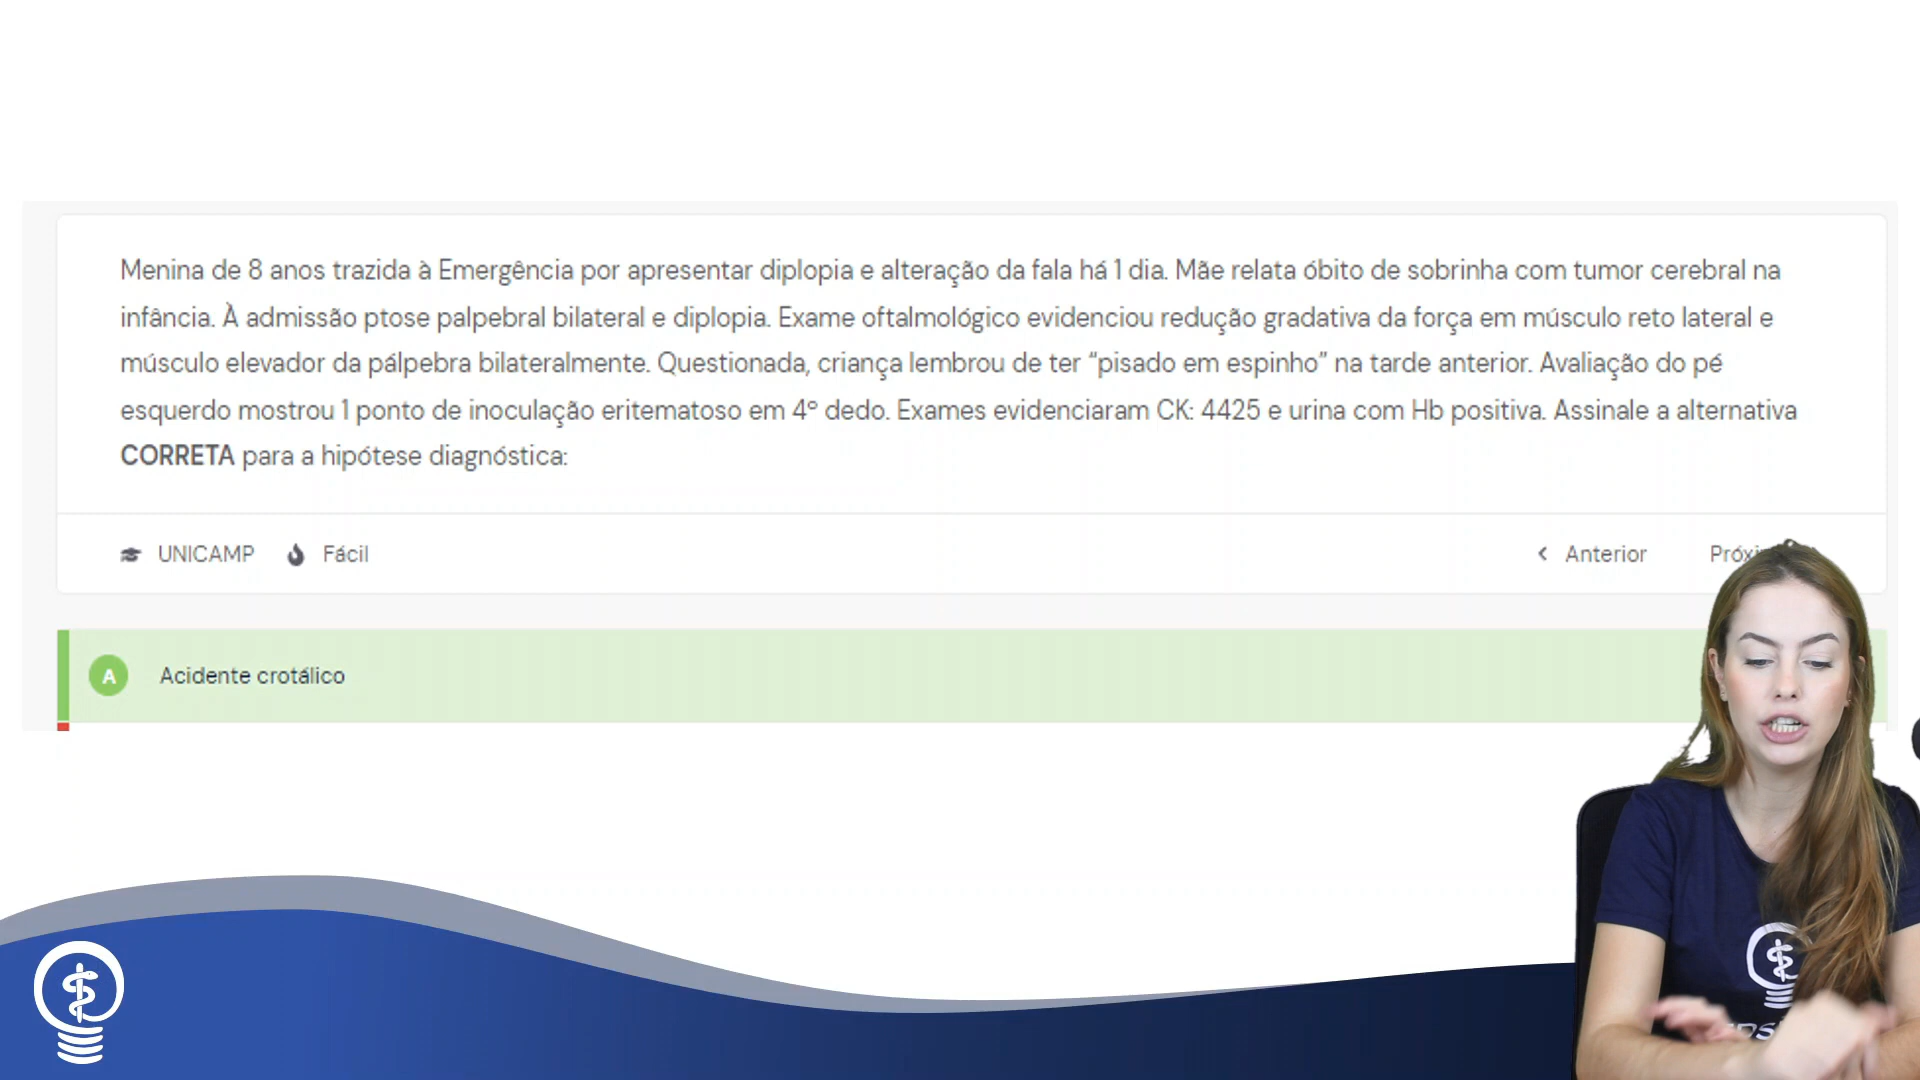 Menina de 8 anos trazida à Emergência por apresentar diplopia e alteração da fala há 1 dia. Mãe relata óbito de sobrinha com tumor cerebral na
infância. À admissão ptose palpebral bilateral e diplopia. Exame oftalmológico evidenciou redução gradativa da força em músculo reto lateral e
músculo elevador da pálpebra bilateralmente. Questionada, criança lembrou de ter “pisado em espinho” na tarde anterior. Avaliação do pé
esquerdo mostrou 1 ponto de inoculação eritematoso em 4º dedo. Exames evidenciaram CK: 4425 e urina com Hb positiva. Assinale a alternativa
CORRETA para a hipótese diagnóstica:
UNICAMP Fácil < Anterior
A Acidente crotálico